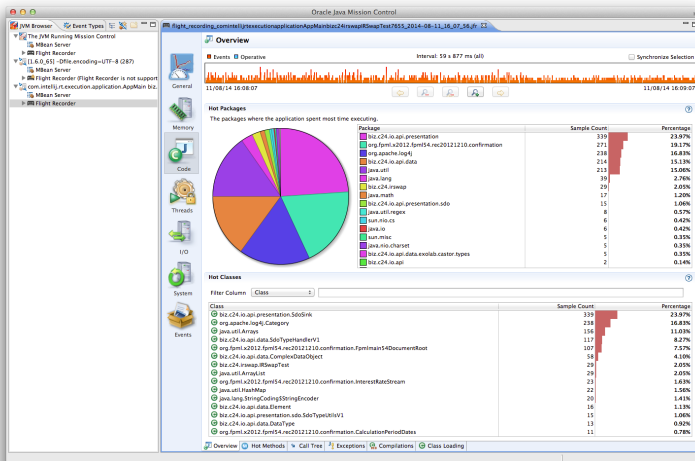 Oracle Java Mission Control
JVM Browser
Event Types
flight_recording_comintellijrtexecutionapplicationAppMainbizc24irswapIRSwapTest7655_2014-08-11_16_07_56.jfr
The JVM Running Mission Control
MBean Server
Flight Recorder
[1.6.0_65] -Dfile.encoding=UTF-8 (287)
MBean Server
Flight Recorder (Flight Recorder is not support
com.intellij.rt.execution.application.AppMain biz.
MBean Server
Flight Recorder
General
Memory
Code
Threads
I/O
System
Events
Overview
Events
Operative
Interval: 59 s 877 ms (all)
Synchronize Selection
11/08/14 16:08:07
11/08/14 16:09:07
Hot Packages
The packages where the application spent most time executing.
Package Sample Count Percentage
biz.c24.io.api.presentation 339 23.97%
org.fpml.x2012.fpml54.rec20121210.confirmation 271 19.17%
org.apache.log4j 238 16.83%
biz.c24.io.api.data 214 15.13%
java.util 213 15.06%
java.lang 39 2.76%
biz.c24.irswap 29 2.05%
java.math 17 1.20%
biz.c24.io.api.presentation.sdo 15 1.06%
java.util.regex 8 0.57%
sun.nio.cs 6 0.42%
java.io 6 0.42%
sun.misc 5 0.35%
java.nio.charset 5 0.35%
biz.c24.io.api.data.exolab.castor.types 5 0.35%
biz.c24.io.api 2 0.14%
Hot Classes
Filter Column Class
Class Sample Count Percentage
biz.c24.io.api.presentation.SdoSink 339 23.97%
org.apache.log4j.Category 238 16.83%
java.util.Arrays 156 11.03%
biz.c24.io.api.data.SdoTypeHandlerV1 117 8.27%
org.fpml.x2012.fpml54.rec20121210.confirmation.Fpmlmain54DocumentRoot 107 7.57%
biz.c24.io.api.data.ComplexDataObject 58 4.10%
biz.c24.irswap.IRSwapTest 29 2.05%
java.util.ArrayList 29 2.05%
org.fpml.x2012.fpml54.rec20121210.confirmation.InterestRateStream 23 1.63%
java.util.HashMap 22 1.56%
java.lang.StringCoding$StringEncoder 20 1.41%
biz.c24.io.api.data.Element 16 1.13%
biz.c24.io.api.presentation.sdo.SdoTypeUtilsV1 15 1.06%
biz.c24.io.api.data.DataType 13 0.92%
org.fpml.x2012.fpml54.rec20121210.confirmation.CalculationPeriodDates 11 0.78%
Overview
Hot Methods
Call Tree
Exceptions
Compilations
Class Loading